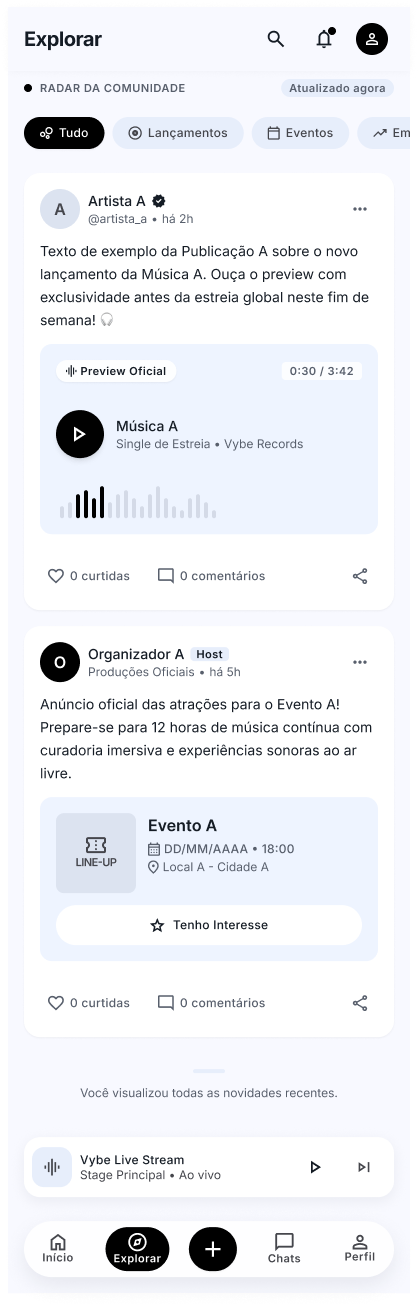 Explorar
RADAR DA COMUNIDADE
Atualizado agora
Tudo
Lançamentos
Eventos
Em
A
Artista A
@artista_a • há 2h
Texto de exemplo da Publicação A sobre o novo
lançamento da Música A. Ouça o preview com
exclusividade antes da estreia global neste fim de
semana! 🎧
Preview Oficial
0:30 / 3:42
Música A
Single de Estreia • Vybe Records
0 curtidas
0 comentários
O
Organizador A
Host
Produções Oficiais • há 5h
Anúncio oficial das atrações para o Evento A!
Prepare-se para 12 horas de música contínua com
curadoria imersiva e experiências sonoras ao ar
livre.
LINE-UP
Evento A
DD/MM/AAAA • 18:00
Local A - Cidade A
Tenho Interesse
0 curtidas
0 comentários
Você visualizou todas as novidades recentes.
Vybe Live Stream
Stage Principal • Ao vivo
Início
Explorar
Chats
Perfil